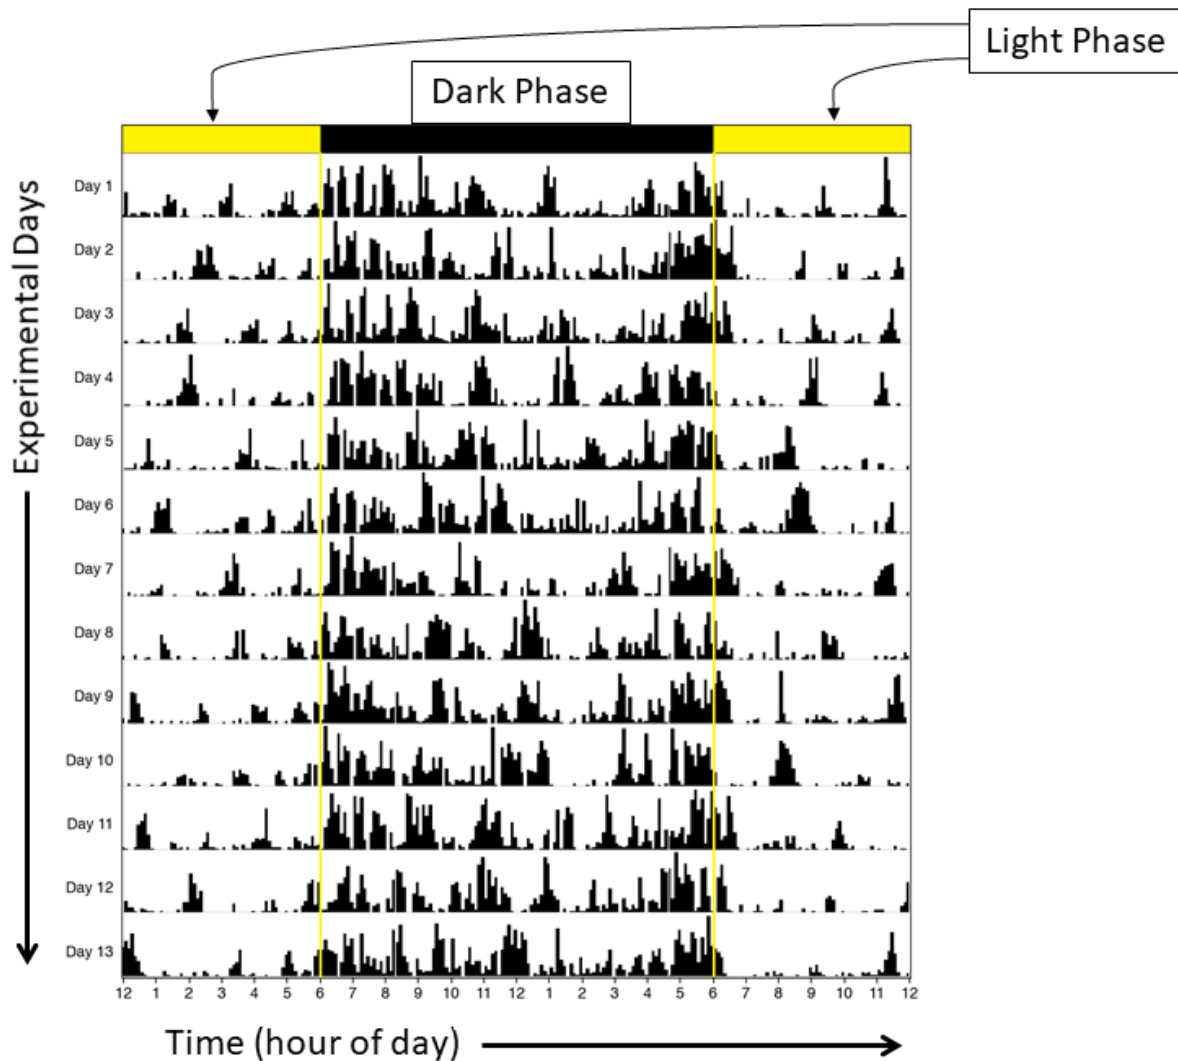 Light Phase
Dark Phase
Experimental Days
Day 1
Day 2
Day 3
Day 4
Day 5
Day 6
Day 7
Day 8
Day 9
Day 10
Day 11
Day 12
Day 13
12 1 2 3 4 5 6 7 8 9 10 11 12 1 2 3 4 5 6 7 8 9 10 11 12
Time (hour of day)